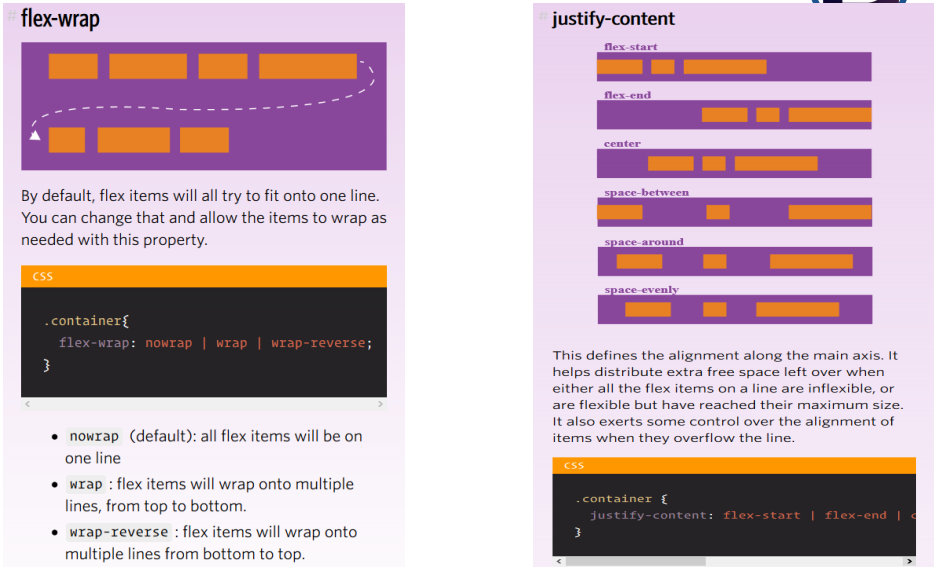 # flex-wrap
By default, flex items will all try to fit onto one line.
You can change that and allow the items to wrap as
needed with this property.
CSS
.container{
flex-wrap: nowrap | wrap | wrap-reverse;
}
• nowrap (default): all flex items will be on
one line
• wrap : flex items will wrap onto multiple
lines, from top to bottom.
• wrap-reverse : flex items will wrap onto
multiple lines from bottom to top.
# justify-content
flex-start
flex-end
center
space-between
space-around
space-evenly
This defines the alignment along the main axis. It
helps distribute extra free space left over when
either all the flex items on a line are inflexible, or
are flexible but have reached their maximum size.
It also exerts some control over the alignment of
items when they overflow the line.
CSS
.container {
justify-content: flex-start | flex-end |
}